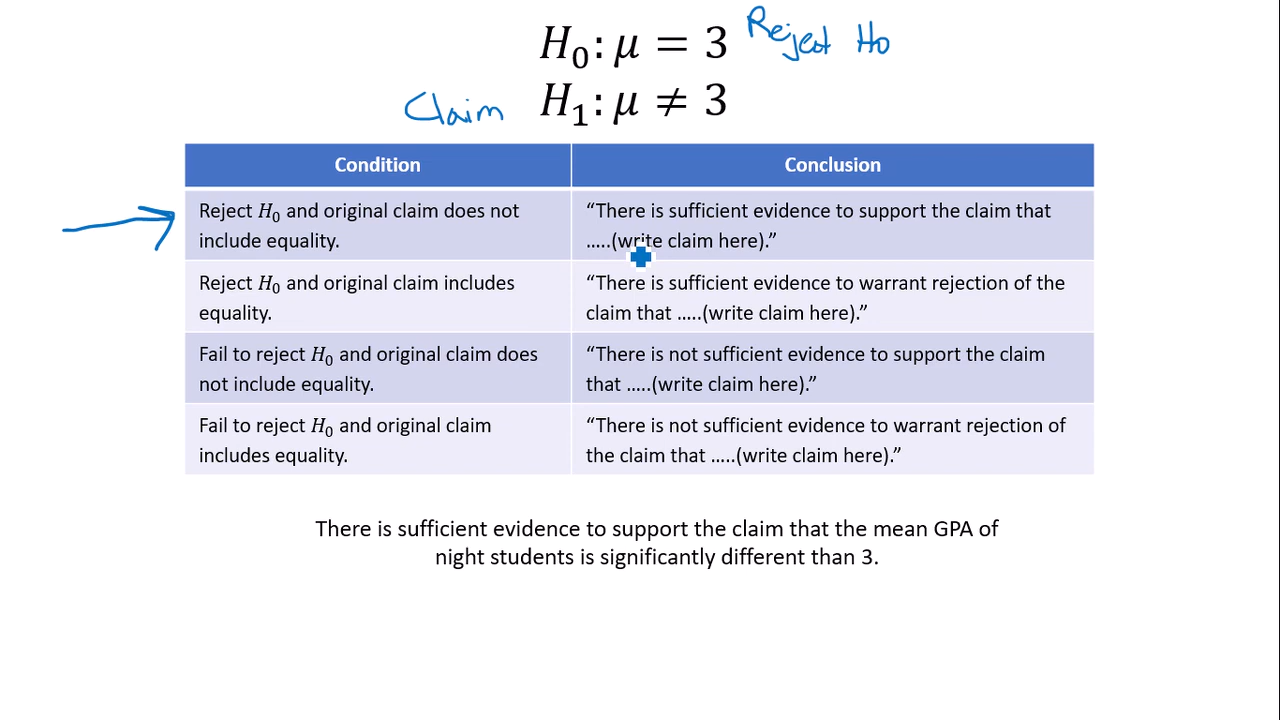 H₀: μ = 3 Reject Ho
Claim H₁: μ ≠ 3
Condition
Conclusion
Reject H₀ and original claim does not
include equality.
“There is sufficient evidence to support the claim that
.....(write claim here).”
Reject H₀ and original claim includes
equality.
“There is sufficient evidence to warrant rejection of the
claim that .....(write claim here).”
Fail to reject H₀ and original claim does
not include equality.
“There is not sufficient evidence to support the claim
that .....(write claim here).”
Fail to reject H₀ and original claim
includes equality.
“There is not sufficient evidence to warrant rejection of
the claim that .....(write claim here).”
There is sufficient evidence to support the claim that the mean GPA of
night students is significantly different than 3.